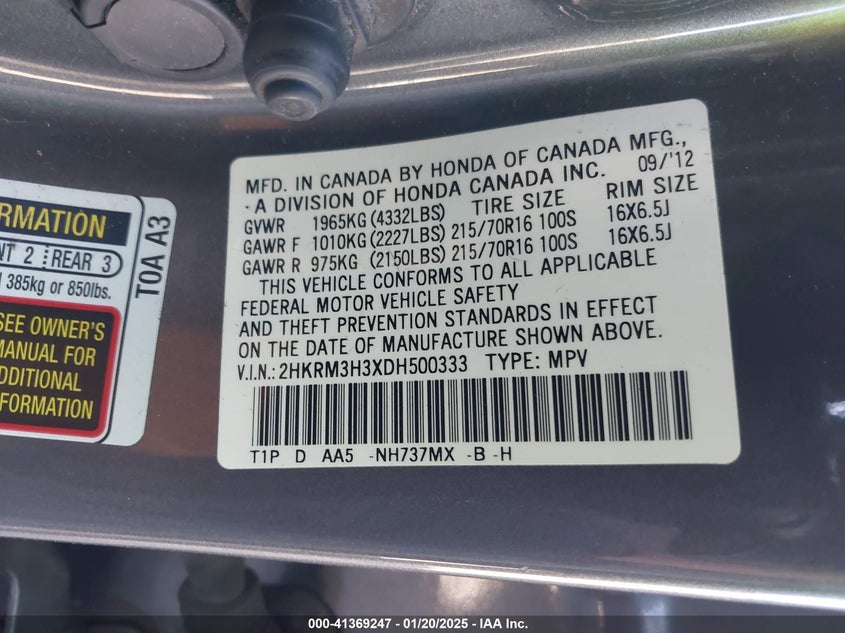 MFD. IN CANADA BY HONDA OF CANADA MFG.,
A DIVISION OF HONDA CANADA INC. 09/'12
GVWR 1965KG (4332LBS) TIRE SIZE RIM SIZE
GAWR F 1010KG (2227LBS) 215/70R16 100S 16X6.5J
GAWR R 975KG (2150LBS) 215/70R16 100S 16X6.5J
THIS VEHICLE CONFORMS TO ALL APPLICABLE
FEDERAL MOTOR VEHICLE SAFETY
AND THEFT PREVENTION STANDARDS IN EFFECT
ON THE DATE OF MANUFACTURE SHOWN ABOVE.
V.I.N.: 2HKRM3H3XDH500333 TYPE: MPV
T1P D AA5 -NH737MX -B -H
RMATION
NT 2 REAR 3
385kg or 850lbs.
TOA A3
SEE OWNER'S
MANUAL FOR
DDITIONAL
FORMATION
000-41369247 - 01/20/2025 - IAA Inc.